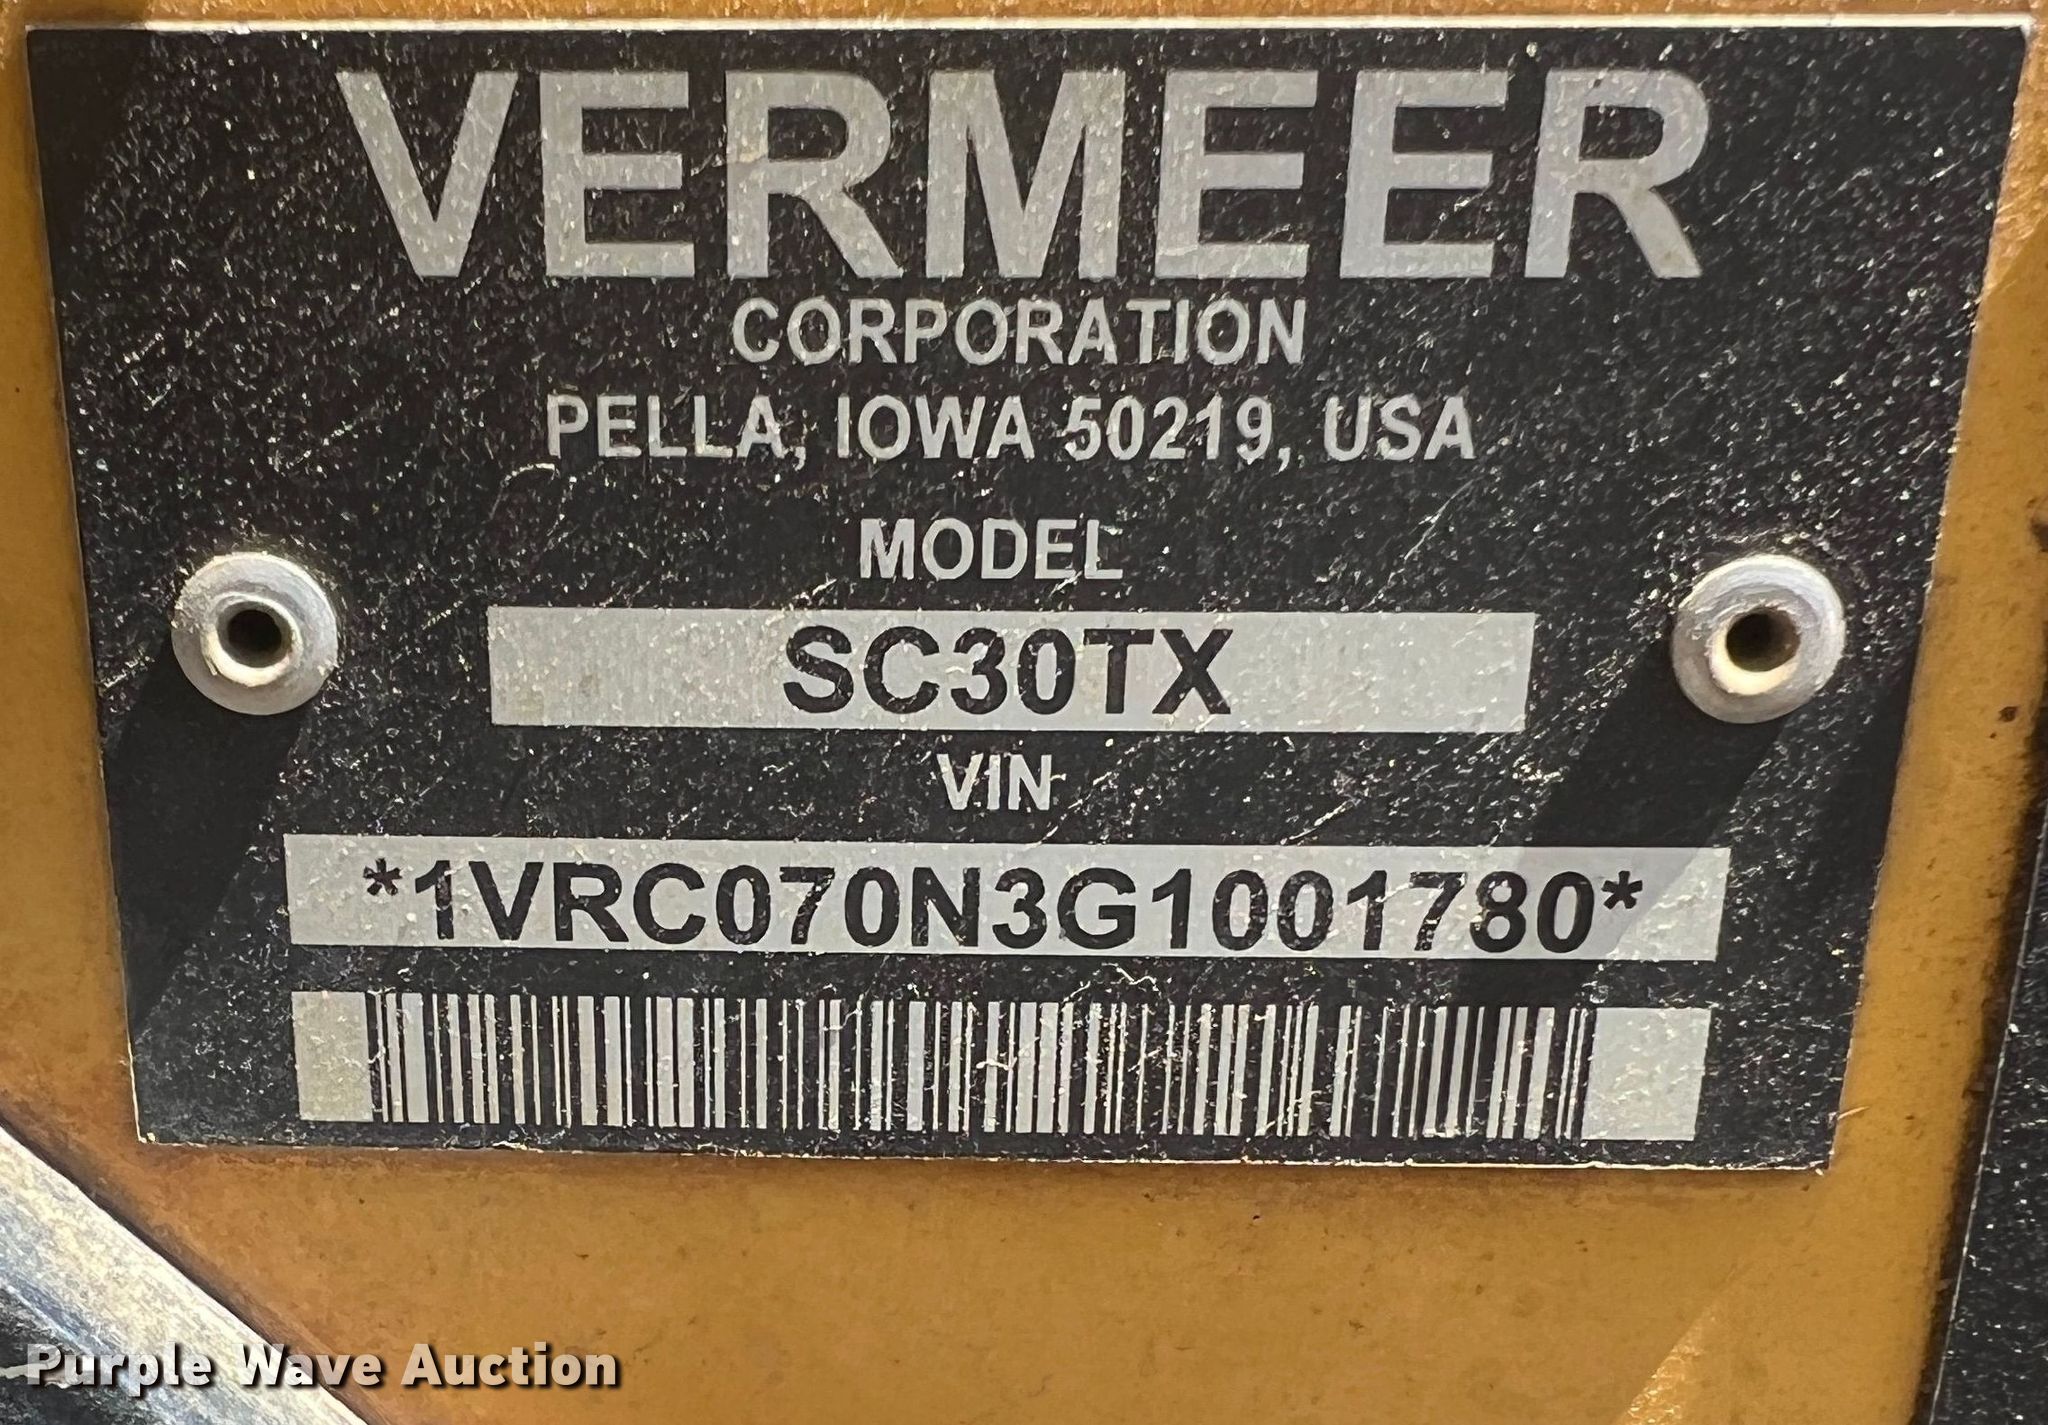 VERMEER
CORPORATION
PELLA, IOWA 50219, USA
MODEL
SC30TX
VIN
*1VRC070N3G1001780*
Purple Wave Auction